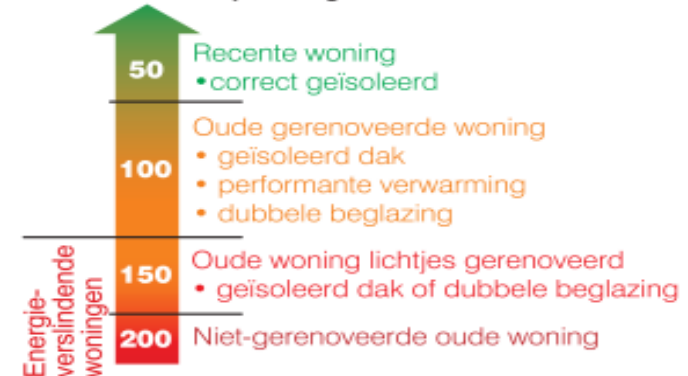 50
Recente woning
•correct geïsoleerd
100
Oude gerenoveerde woning
• geïsoleerd dak
• performante verwarming
• dubbele beglazing
Energie-
verslindende
woningen
150
Oude woning lichtjes gerenoveerd
• geïsoleerd dak of dubbele beglazing
200
Niet-gerenoveerde oude woning